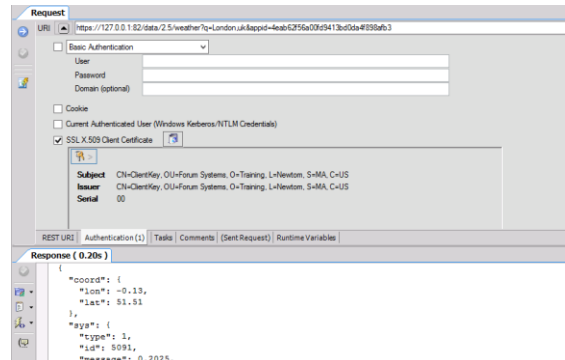 Request
URI https://127.0.0.1:82/data/2.5/weather?q=London,uk&appid=4eab62f56a00fd9413bd0da4f898afb3
Basic Authentication
User
Password
Domain (optional)
Cookie
Current Authenticated User (Windows Kerberos/NTLM Credentials)
SSL X.509 Client Certificate
Subject CN=ClientKey, OU=Forum Systems, O=Training, L=Newtom, S=MA, C=US
Issuer CN=ClientKey, OU=Forum Systems, O=Training, L=Newtom, S=MA, C=US
Serial 00
REST URI Authentication (1) Tasks Comments (Sent Request) Runtime Variables
Response ( 0.20s )
{
"coord": {
"lon": -0.13,
"lat": 51.51
},
"sys": {
"type": 1,
"id": 5091,
"message": 0.2025,